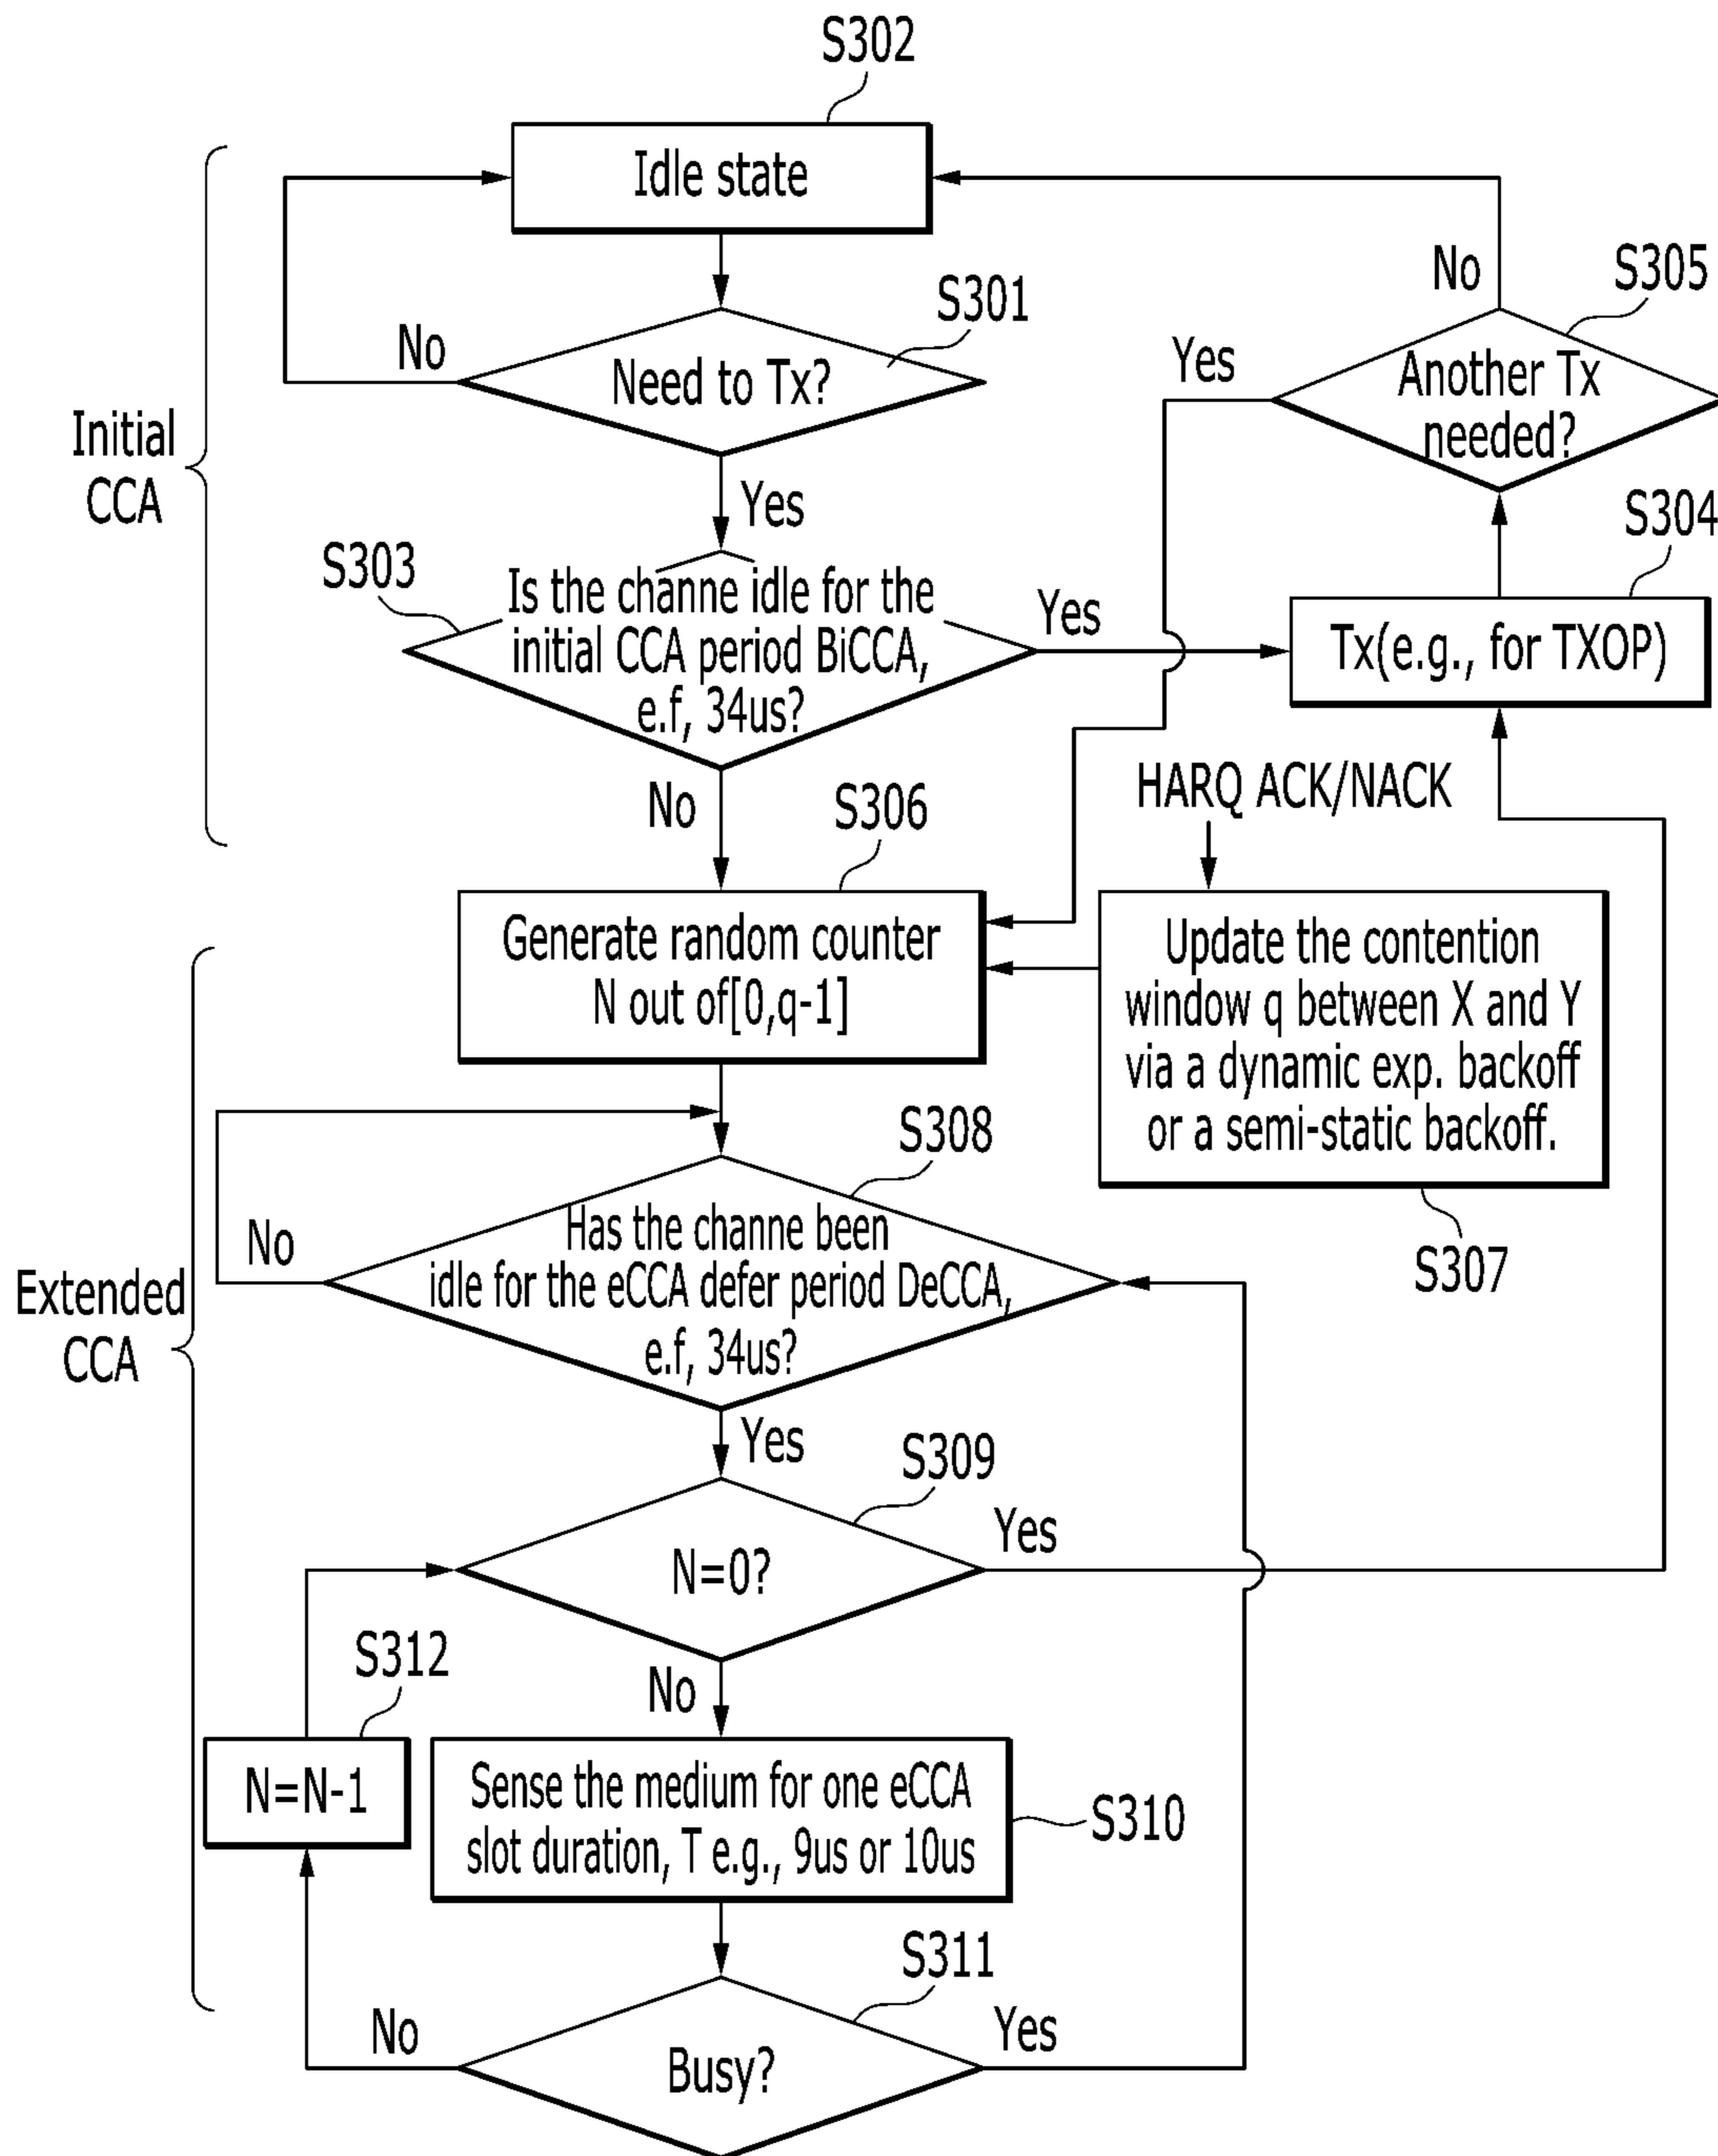 S302
Idle state
S301
No
Need to Tx?
Yes
Initial
CCA
S305
No
Yes
Another Tx
needed?
S304
Tx(e.g., for TXOP)
S303
Is the channe idle for the
initial CCA period BiCCA,
e.f, 34us?
Yes
No
HARQ ACK/NACK
S306
Generate random counter
N out of[0,q-1]
Update the contention
window q between X and Y
via a dynamic exp. backoff
or a semi-static backoff.
S307
S308
No
Has the channe been
idle for the eCCA defer period DeCCA,
e.f, 34us?
Extended
CCA
Yes
S309
N=0?
Yes
No
S312
N=N-1
Sense the medium for one eCCA
slot duration, T e.g., 9us or 10us
S310
S311
No
Busy?
Yes